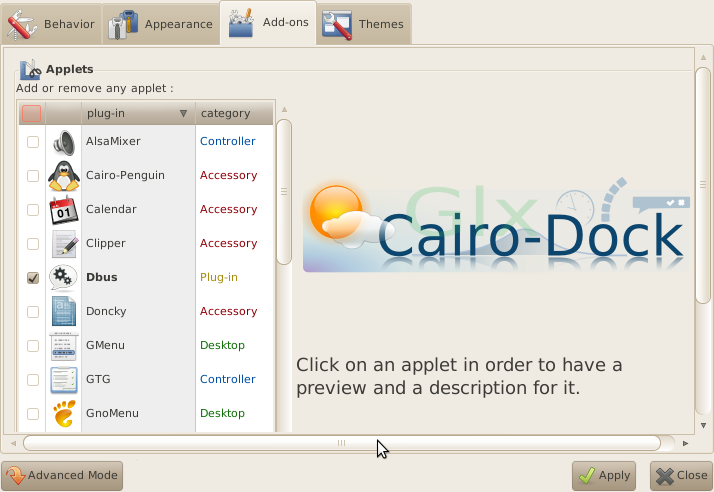 Behavior
Appearance
Add-ons
Themes
Applets
Add or remove any applet :
plug-in category
AlsaMixer Controller
Cairo-Penguin Accessory
01
Calendar Accessory
Clipper Accessory
Dbus Plug-in
Doncky Accessory
GMenu Desktop
GTG Controller
GnoMenu Desktop
Glx
Cairo-Dock
Click on an applet in order to have a
preview and a description for it.
Advanced Mode
Apply
Close